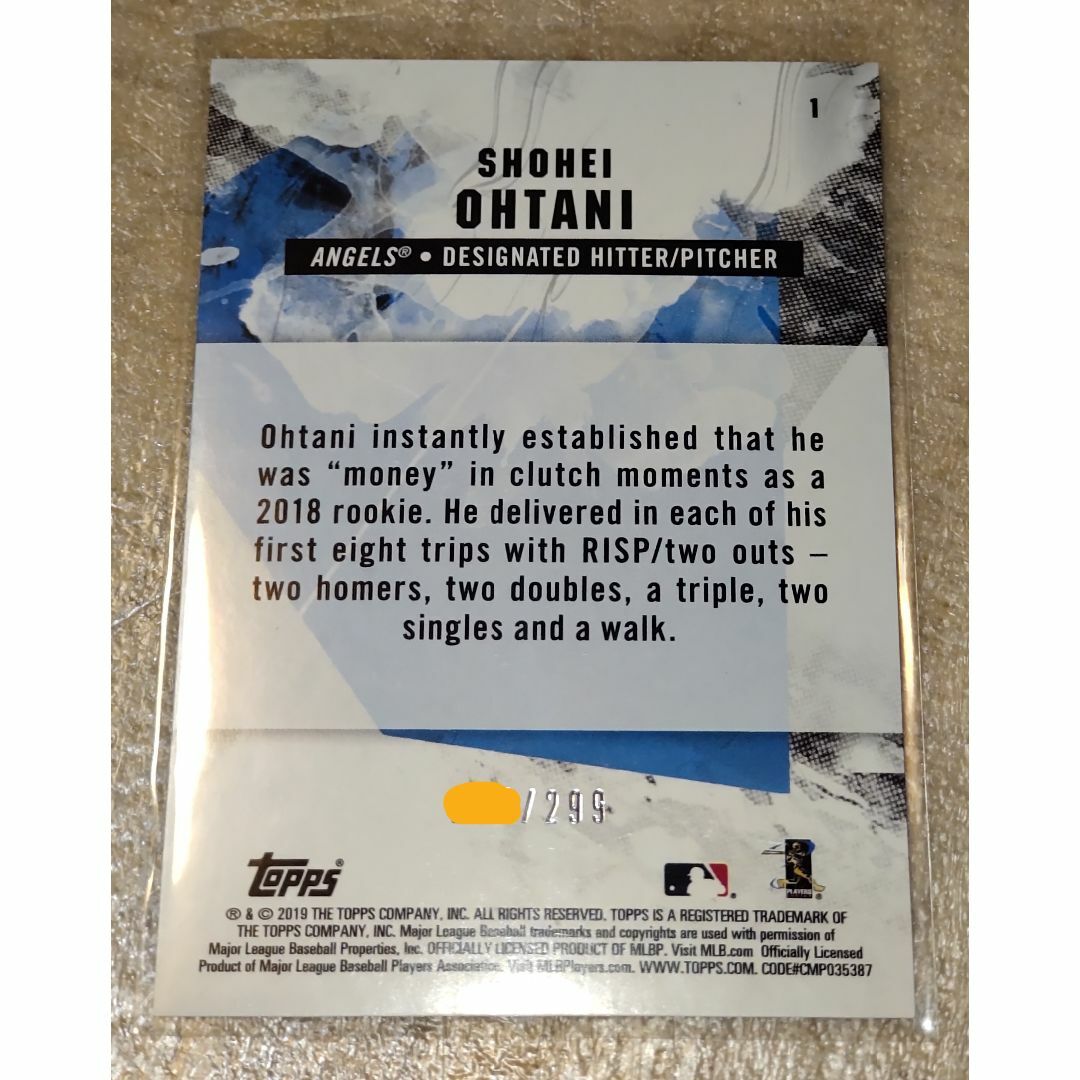 1
SHOHEI
OHTANI
ANGELS® • DESIGNATED HITTER/PITCHER
Ohtani instantly established that he
was “money” in clutch moments as a
2018 rookie. He delivered in each of his
first eight trips with RISP/two outs –
two homers, two doubles, a triple, two
singles and a walk.
/299
Topps®
PLAYERS
® & © 2019 THE TOPPS COMPANY, INC. ALL RIGHTS RESERVED. TOPPS IS A REGISTERED TRADEMARK OF
THE TOPPS COMPANY, INC. Major League Baseball trademarks and copyrights are used with permission of
Major League Baseball Properties, Inc. OFFICIALLY LICENSED PRODUCT OF MLBP. Visit MLB.com Officially Licensed
Product of Major League Baseball Players Association. Visit MLBPlayers.com. WWW.TOPPS.COM. CODE#CMP035387